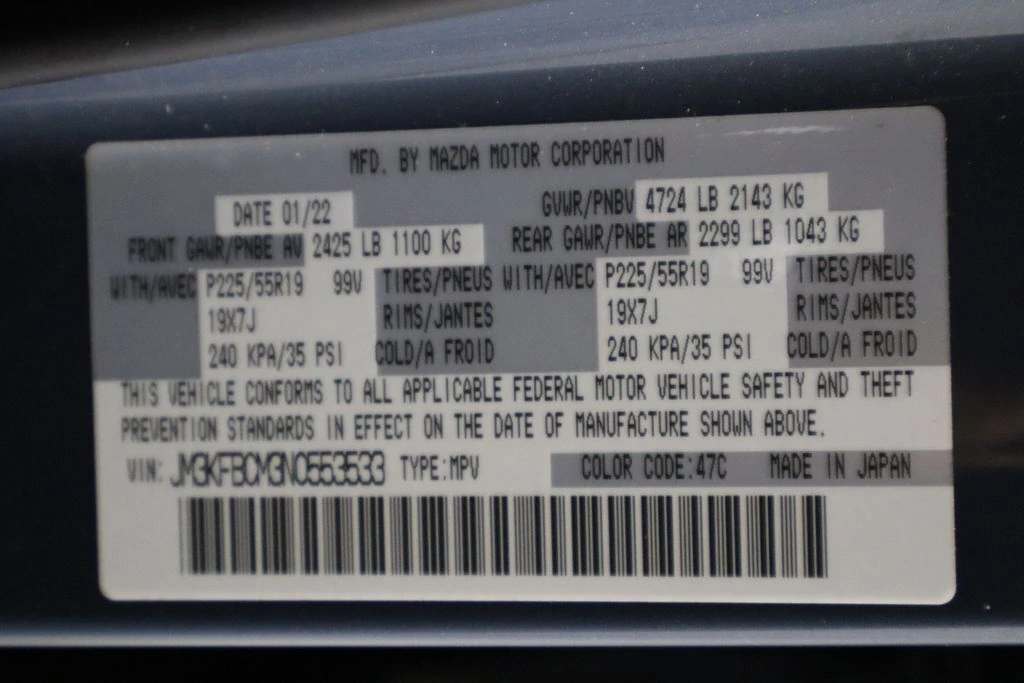 MFD. BY MAZDA MOTOR CORPORATION
DATE 01/22 GVWR/PNBV 4724 LB 2143 KG
FRONT GAWR/PNBE AV 2425 LB 1100 KG REAR GAWR/PNBE AR 2299 LB 1043 KG
WITH/AVEC P225/55R19 99V TIRES/PNEUS WITH/AVEC P225/55R19 99V TIRES/PNEUS
19X7J RIMS/JANTES 19X7J RIMS/JANTES
240 KPA/35 PSI COLD/A FROID 240 KPA/35 PSI COLD/A FROID
THIS VEHICLE CONFORMS TO ALL APPLICABLE FEDERAL MOTOR VEHICLE SAFETY AND THEFT
PREVENTION STANDARDS IN EFFECT ON THE DATE OF MANUFACTURE SHOWN ABOVE.
VIN: JM3KFBCM3N0553533 TYPE:MPV COLOR CODE:47C MADE IN JAPAN